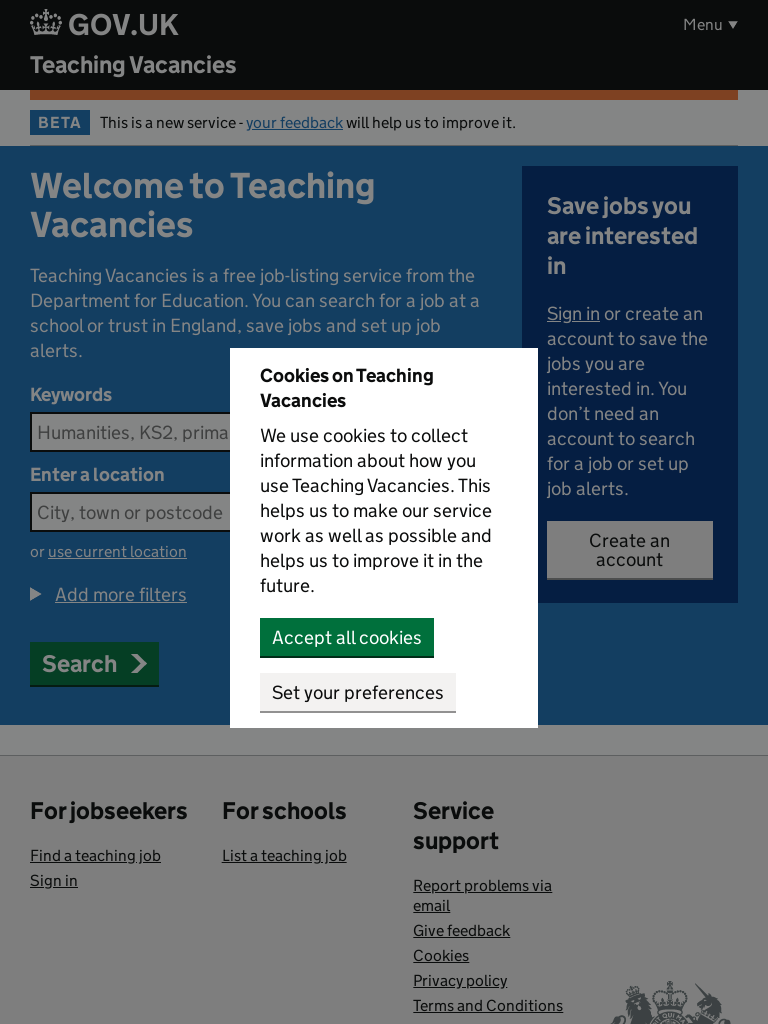 GOV.UK
Menu ▼
Teaching Vacancies
BETA This is a new service - your feedback will help us to improve it.
Welcome to Teaching
Vacancies
Teaching Vacancies is a free job-listing service from the
Department for Education. You can search for a job at a
school or trust in England, save jobs and set up job
alerts.
Keywords
Humanities, KS2, prima
Enter a location
City, town or postcode
or use current location
Add more filters
Search
Save jobs you
are interested
in
Sign in or create an
account to save the
jobs you are
interested in. You
don’t need an
account to search
for a job or set up
job alerts.
Create an
account
Cookies on Teaching
Vacancies
We use cookies to collect
information about how you
use Teaching Vacancies. This
helps us to make our service
work as well as possible and
helps us to improve it in the
future.
Accept all cookies
Set your preferences
For jobseekers
Find a teaching job
Sign in
For schools
List a teaching job
Service
support
Report problems via
email
Give feedback
Cookies
Privacy policy
Terms and Conditions